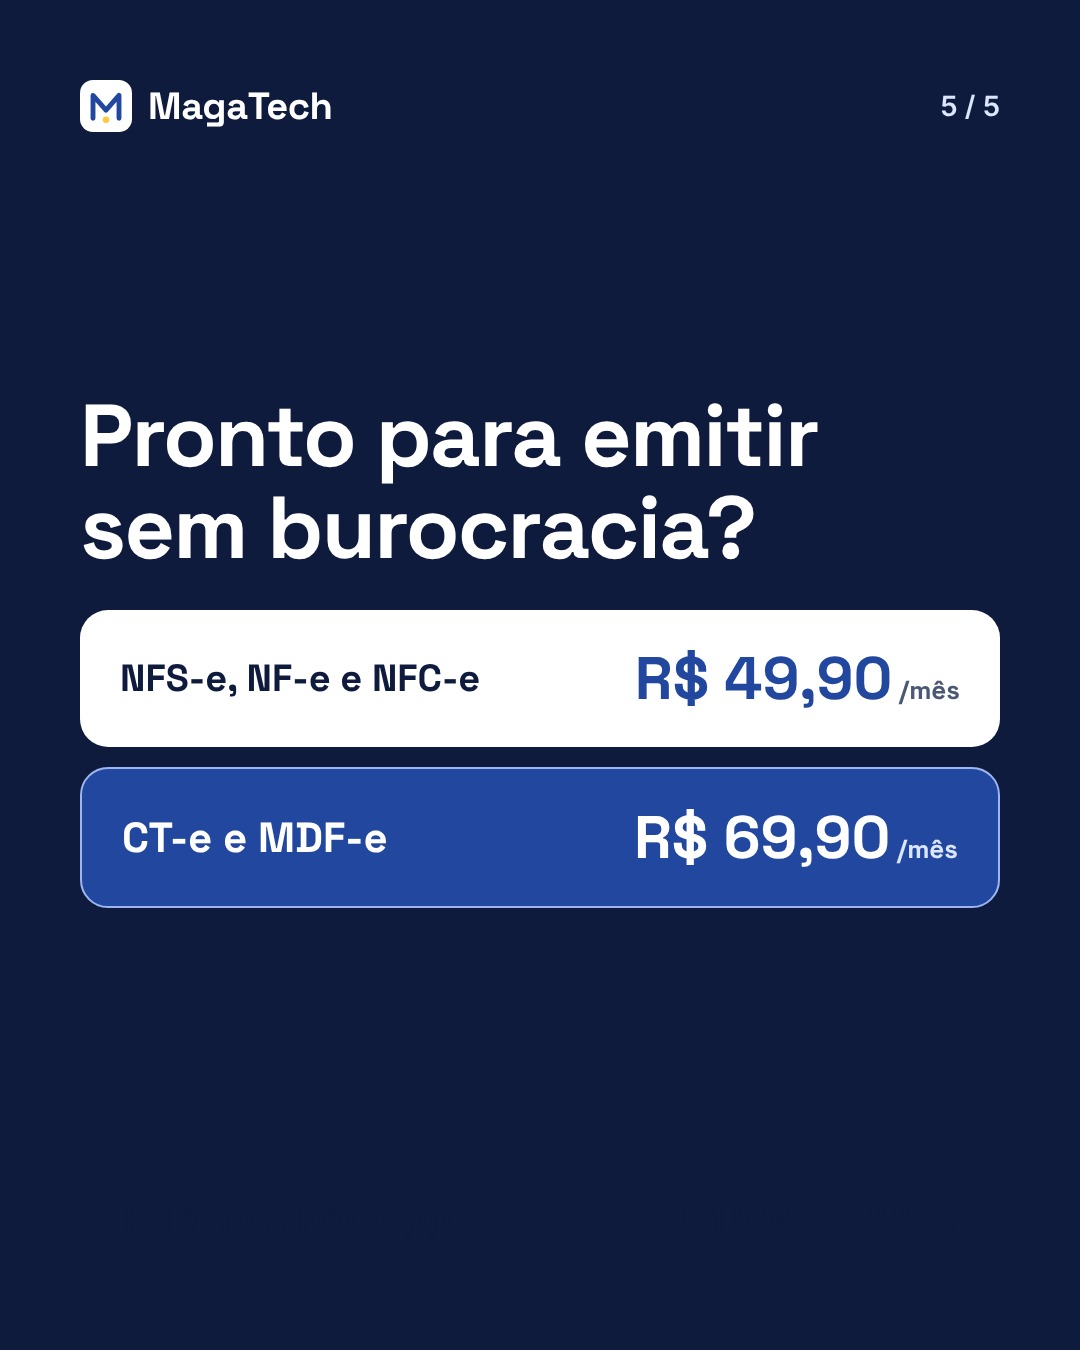 MagaTech
5 / 5
Pronto para emitir
sem burocracia?
NFS-e, NF-e e NFC-e
R$ 49,90 /mês
CT-e e MDF-e
R$ 69,90 /mês